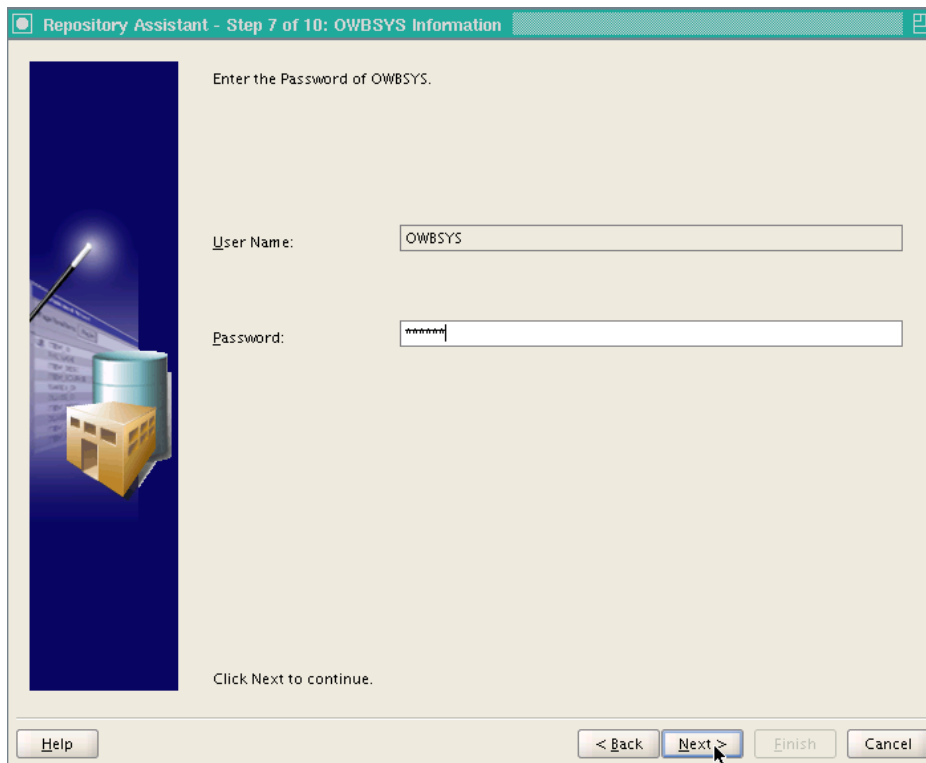 Repository Assistant - Step 7 of 10: OWBSYS Information
Enter the Password of OWBSYS.
User Name:
OWBSYS
Password:
******
Click Next to continue.
Help
< Back
Next >
Finish
Cancel